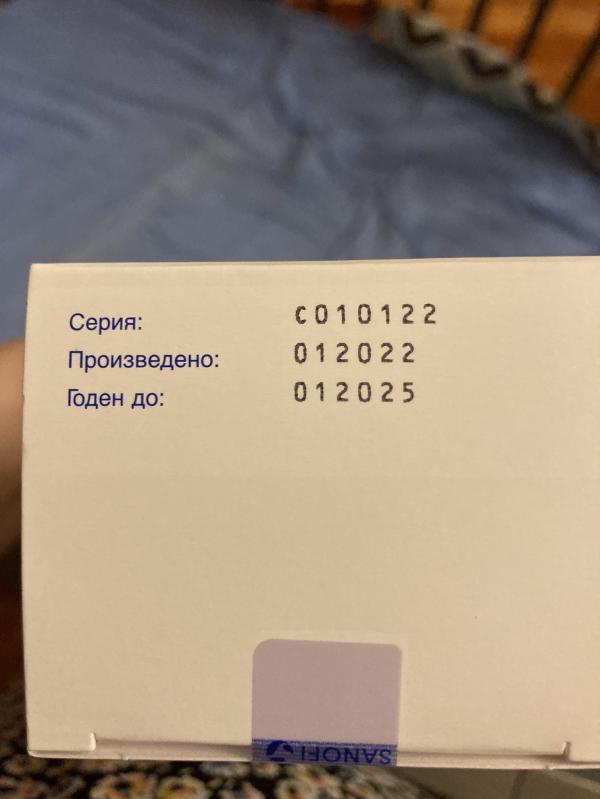 Серия: C010122
Произведено: 012022
Годен до: 012025
SANOFI